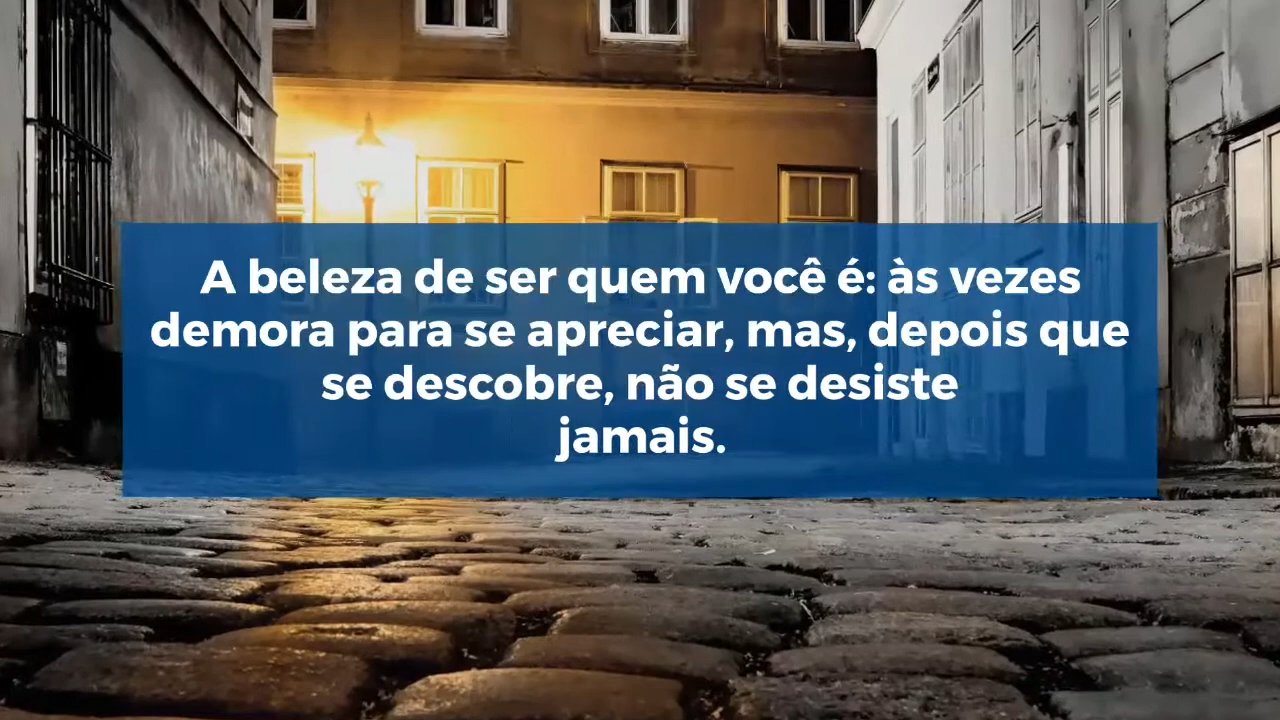 A beleza de ser quem você é: às vezes
demora para se apreciar, mas, depois que
se descobre, não se desiste
jamais.